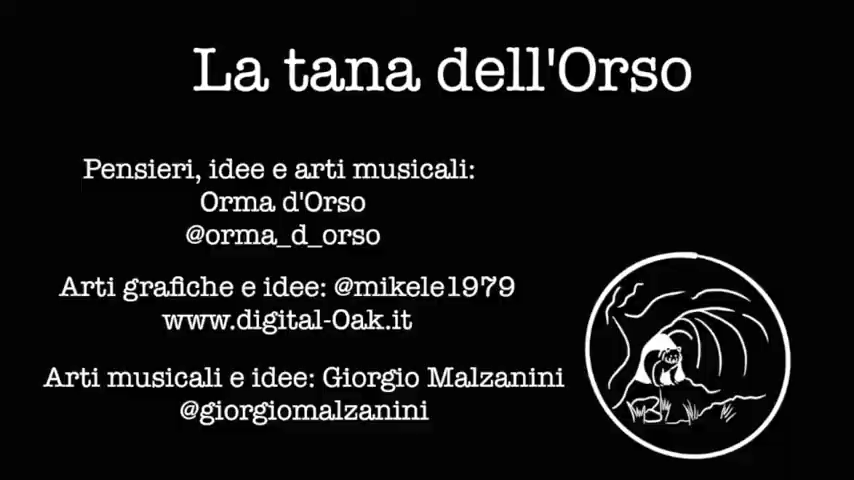 La tana dell'Orso
Pensieri, idee e arti musicali:
Orma d'Orso
@orma_d_orso
Arti grafiche e idee: @mikele1979
www.digital-Oak.it
Arti musicali e idee: Giorgio Malzanini
@giorgiomalzanini